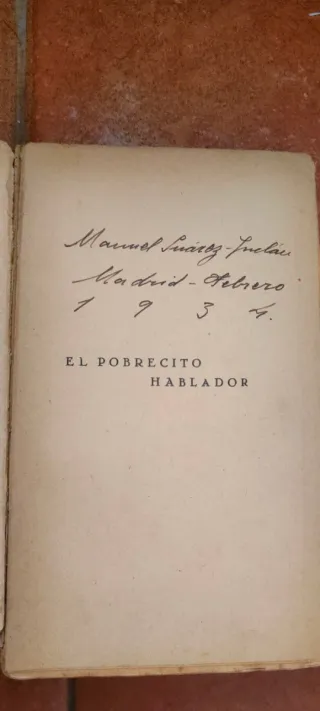 Manuel Suárez-Inclán
Madrid - Febrero
1 9 3 4.
EL POBRECITO
HABLADOR